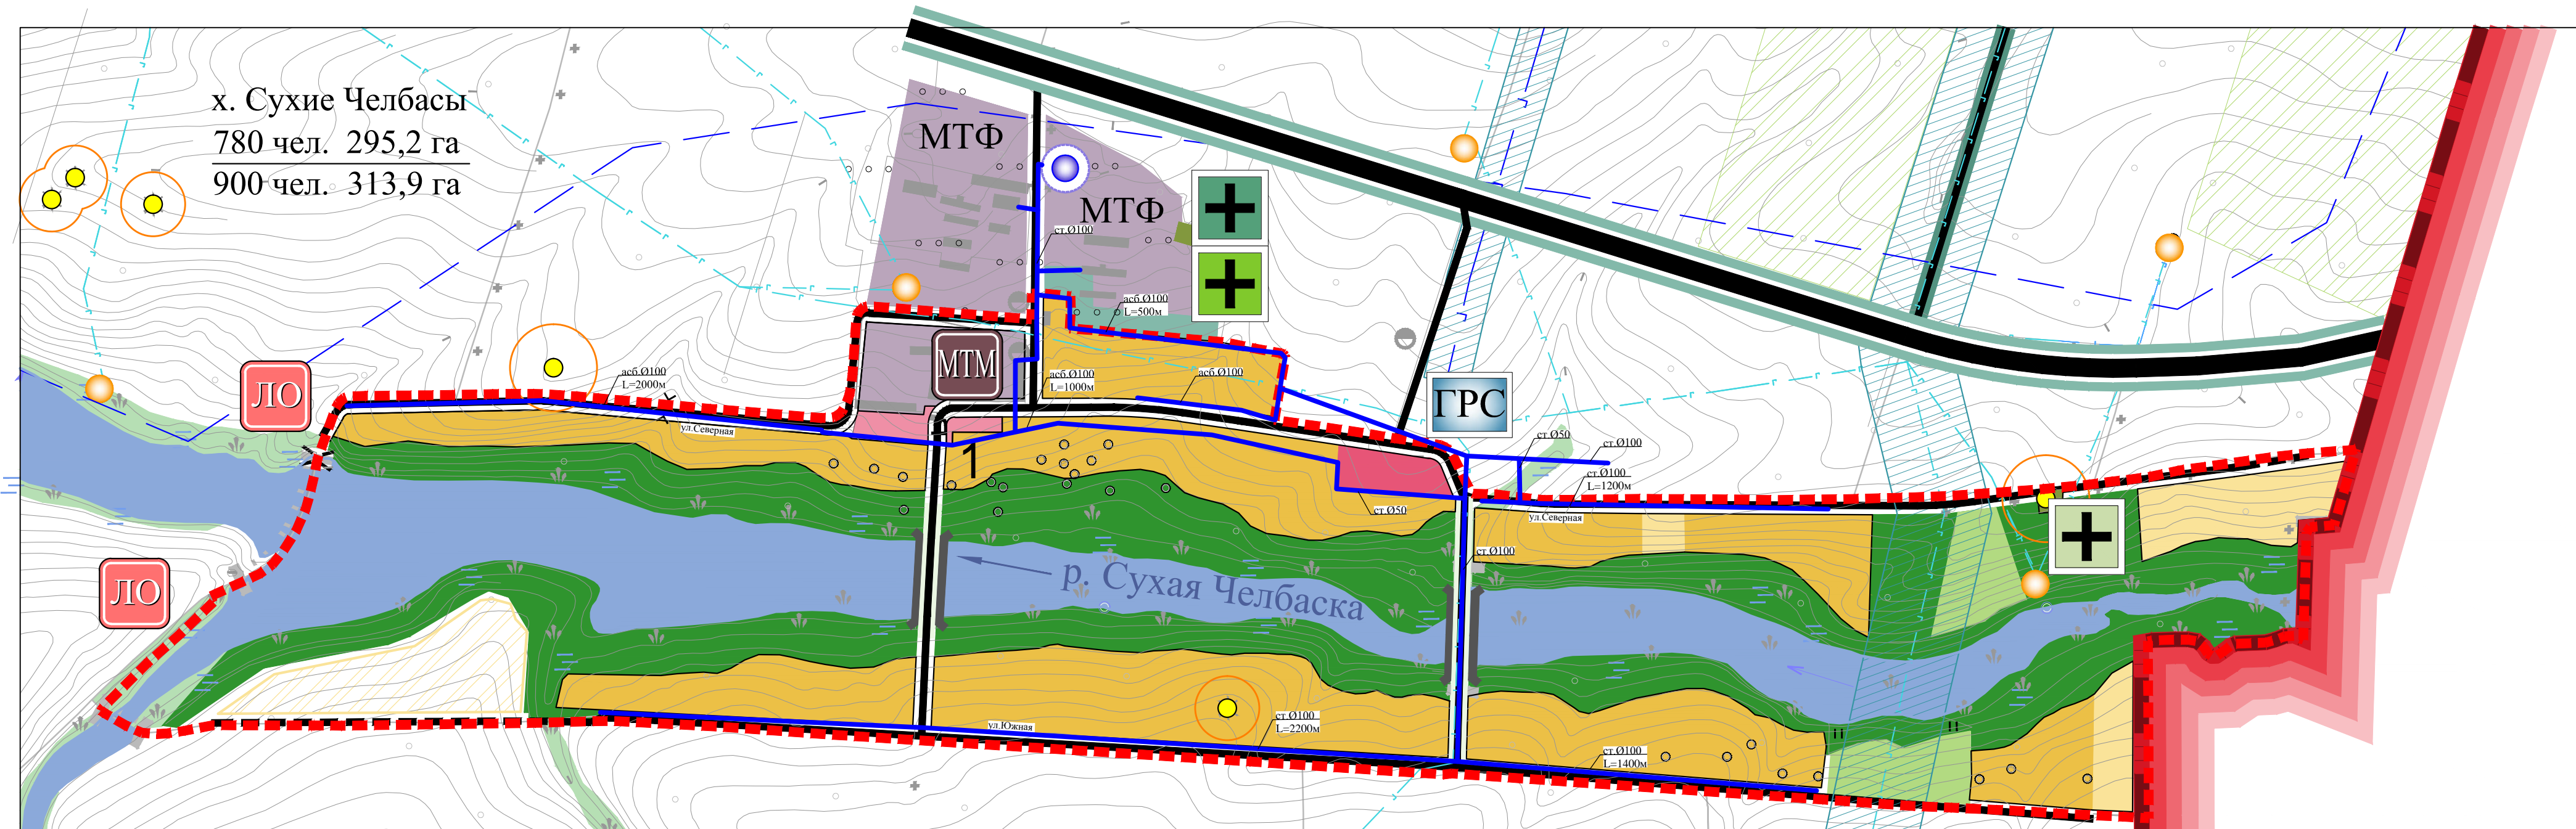 х. Сухие Челбасы
780 чел. 295,2 га
900 чел. 313,9 га
МТФ
МТФ
ст.Ø100
асб.Ø100
L=500м
МТМ
ЛО
асб.Ø100
L=2000м
асб.Ø100
L=1000м
асб.Ø100
ГРС
ул.Северная
1
ст.Ø50
ст.Ø100
ст.Ø100
L=1200м
ст.Ø50
ул.Северная
ст.Ø100
ЛО
р. Сухая Челбаска
ул.Южная
ст.Ø100
L=2200м
ст.Ø100
L=1400м